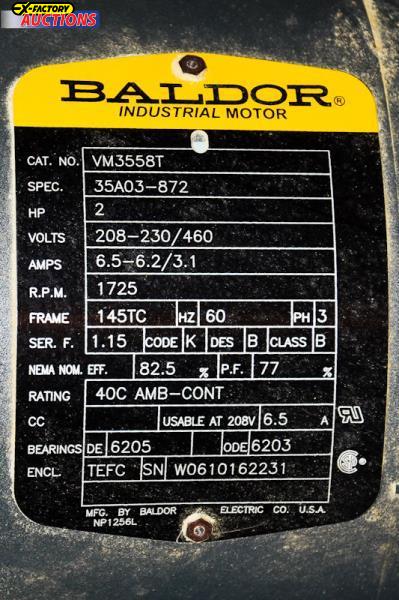 EX-FACTORY
AUCTIONS
BALDOR®
INDUSTRIAL MOTOR
CAT. NO. VM3558T
SPEC. 35A03-872
HP 2
VOLTS 208-230/460
AMPS 6.5-6.2/3.1
R.P.M. 1725
FRAME 145TC HZ 60 PH 3
SER. F. 1.15 CODE K DES B CLASS B
NEMA NOM. EFF. 82.5 % P.F. 77 %
RATING 40C AMB-CONT
CC USABLE AT 208V 6.5 A
BEARINGS DE 6205 ODE 6203
ENCL. TEFC SN W0610162231
MFG. BY BALDOR ELECTRIC CO. U.S.A.
NP1256L